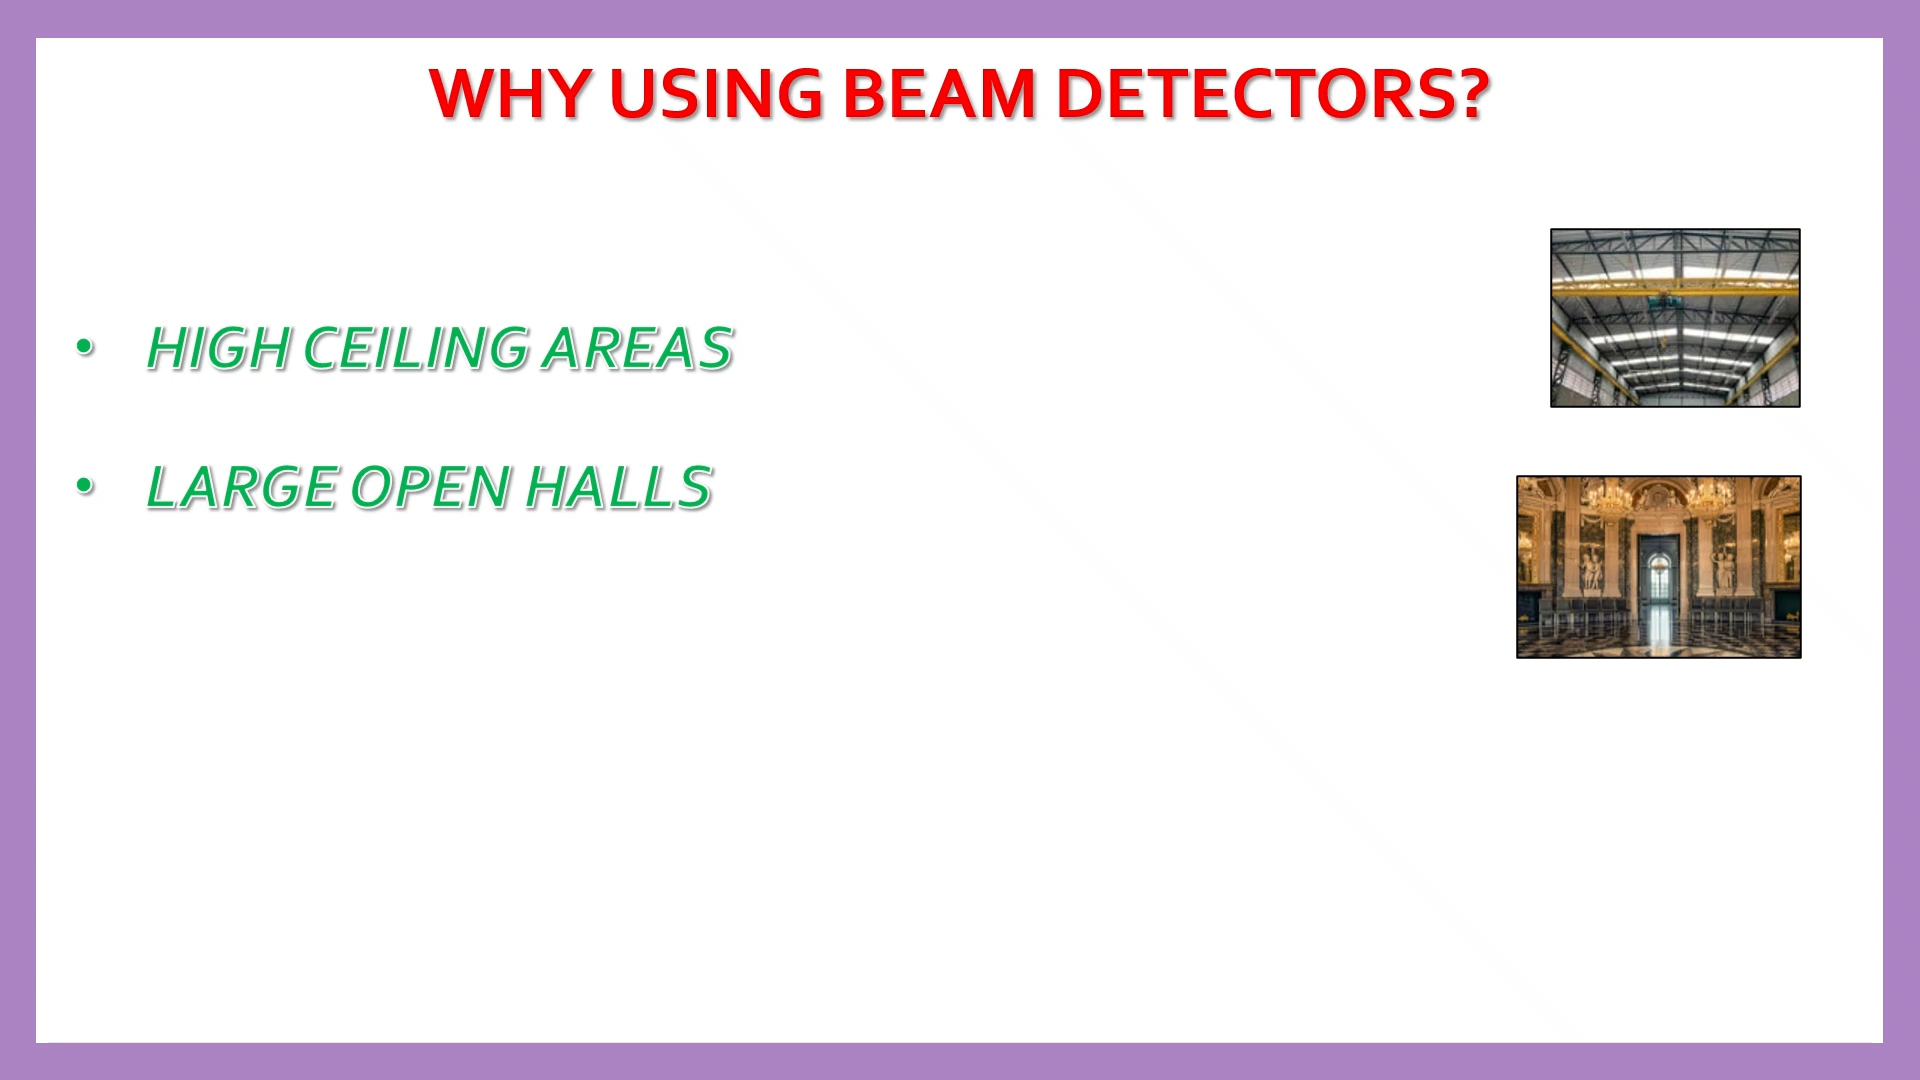 WHY USING BEAM DETECTORS?
• HIGH CEILING AREAS
• LARGE OPEN HALLS